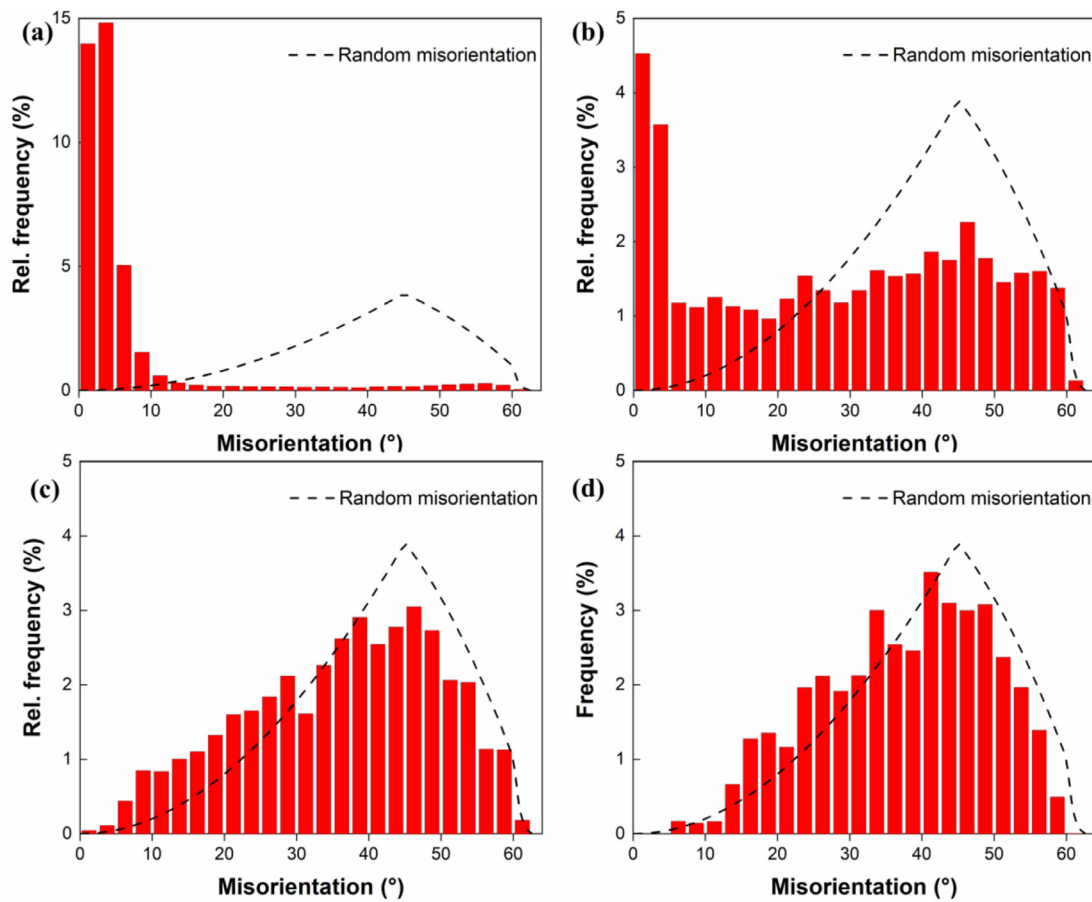 (a)
15
10
5
0
Rel. frequency (%)
Random misorientation
0 10 20 30 40 50 60
Misorientation (°)
(b)
5
4
3
2
1
0
Rel. frequency (%)
Random misorientation
0 10 20 30 40 50 60
Misorientation (°)
(c)
5
4
3
2
1
0
Rel. frequency (%)
Random misorientation
0 10 20 30 40 50 60
Misorientation (°)
(d)
5
4
3
2
1
0
Frequency (%)
Random misorientation
0 10 20 30 40 50 60
Misorientation (°)